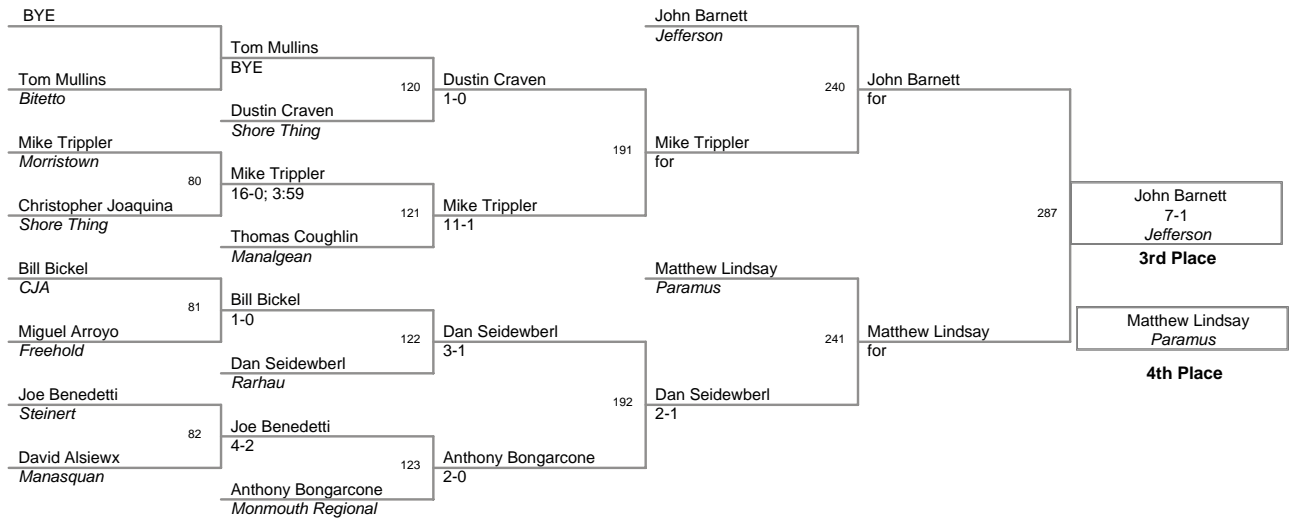 BYE
Tom Mullins
Bitetto
Mike Trippler
Morristown
80
Christopher Joaquina
Shore Thing
Bill Bickel
CJA
81
Miguel Arroyo
Freehold
Joe Benedetti
Steinert
82
David Alsiewx
Manasquan
Tom Mullins
BYE
120
Dustin Craven
Shore Thing
Mike Trippler
16-0; 3:59
121
Thomas Coughlin
Manalgean
Bill Bickel
1-0
122
Dan Seidewberl
Rarhau
Joe Benedetti
4-2
123
Anthony Bongarcone
Monmouth Regional
Dustin Craven
1-0
191
Mike Trippler
11-1
Dan Seidewberl
3-1
192
Anthony Bongarcone
2-0
John Barnett
Jefferson
240
Mike Trippler
for
Matthew Lindsay
Paramus
241
Dan Seidewberl
2-1
John Barnett
for
287
Matthew Lindsay
for
John Barnett
7-1
Jefferson
3rd Place
Matthew Lindsay
Paramus
4th Place